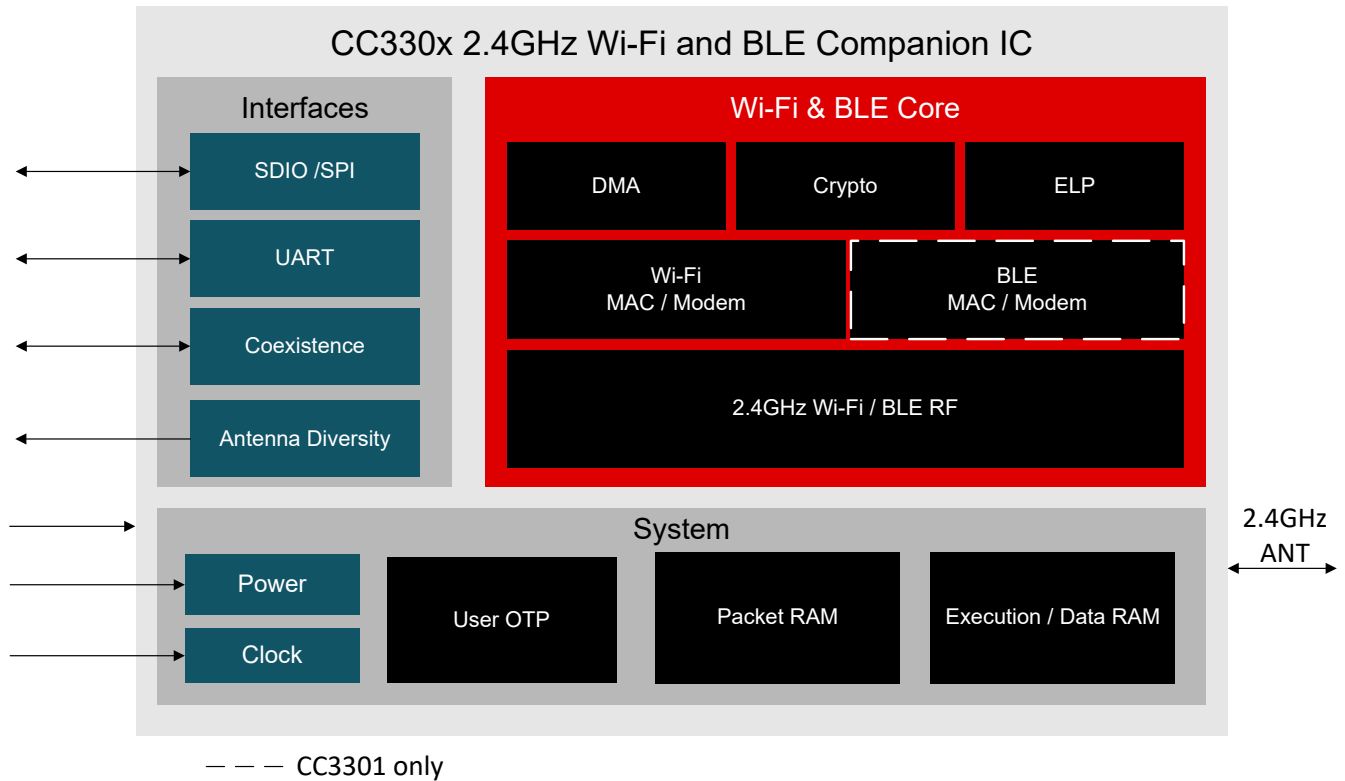 CC330x 2.4GHz Wi-Fi and BLE Companion IC
Interfaces
SDIO /SPI
UART
Coexistence
Antenna Diversity
Wi-Fi & BLE Core
DMA
Crypto
ELP
Wi-Fi
MAC / Modem
BLE
MAC / Modem
2.4GHz Wi-Fi / BLE RF
System
Power
Clock
User OTP
Packet RAM
Execution / Data RAM
2.4GHz
ANT
CC3301 only